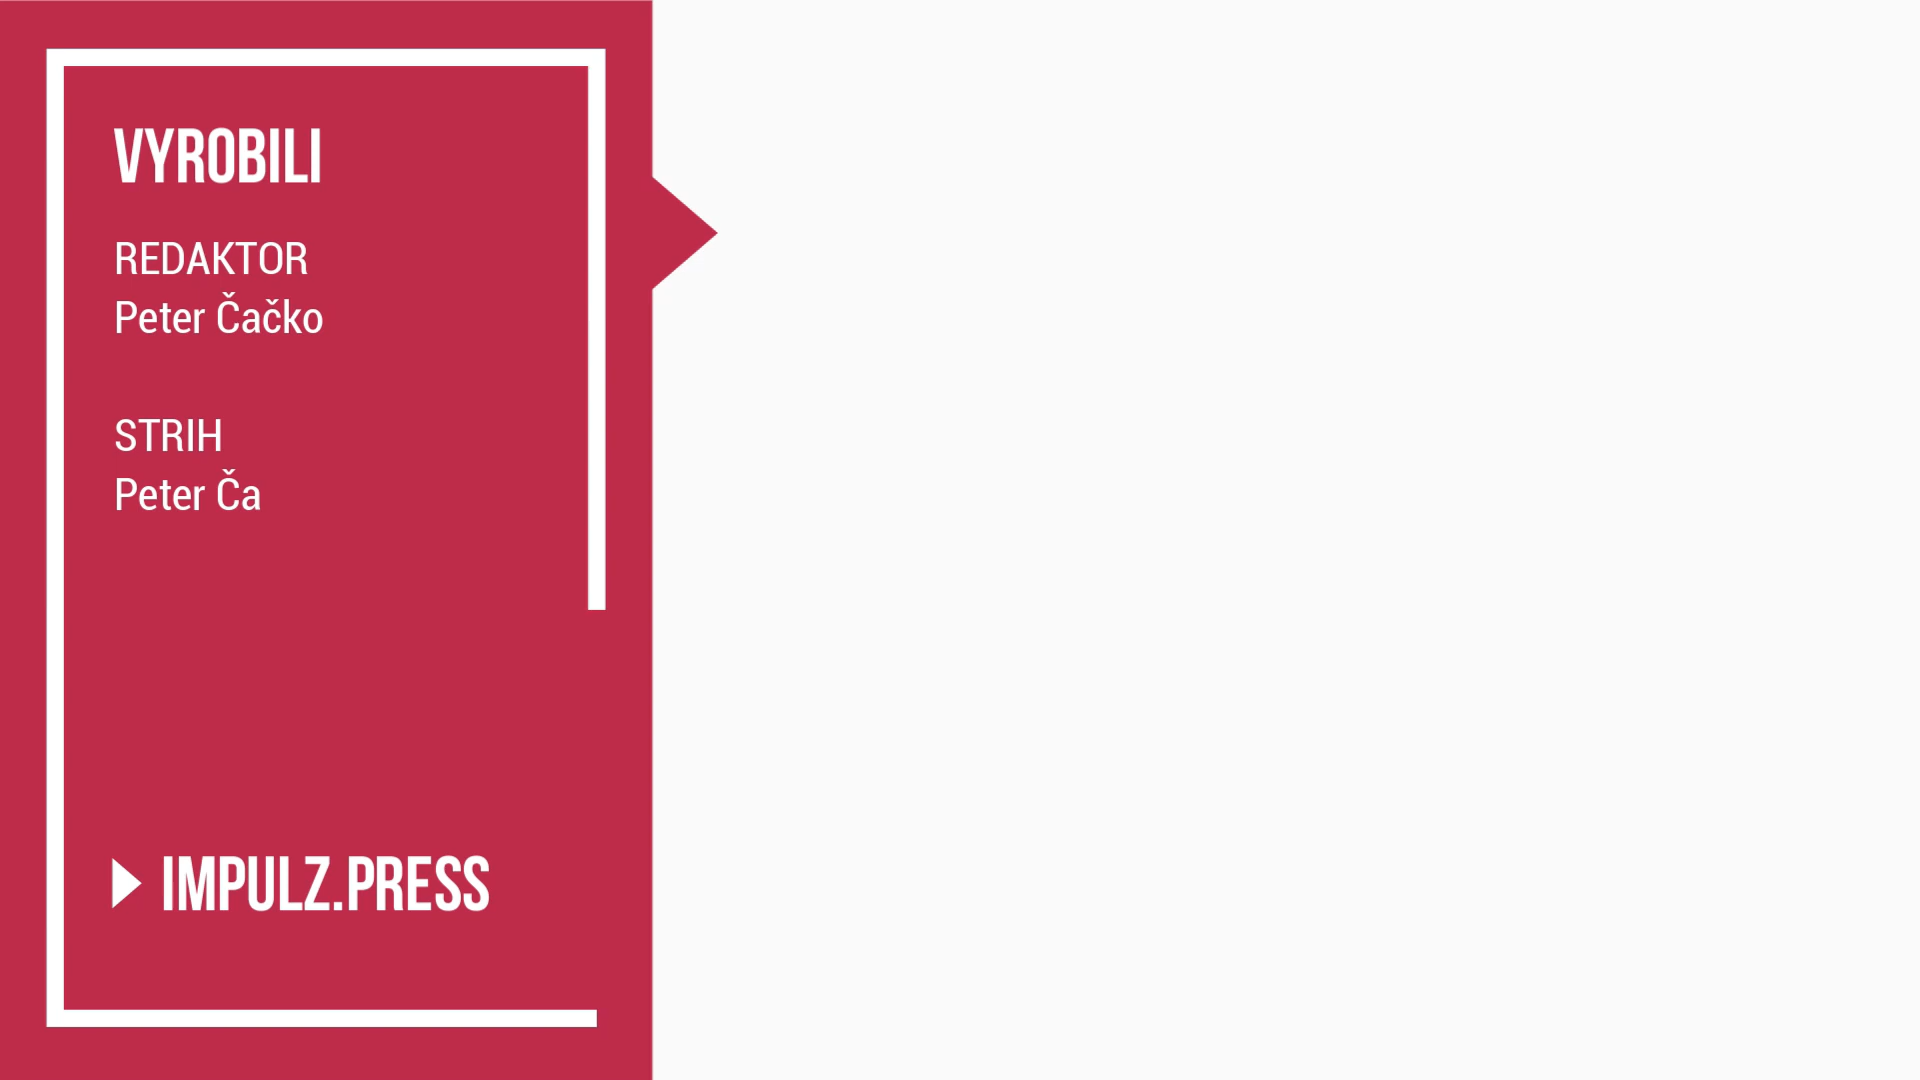 VYROBILI
REDAKTOR
Peter Čačko
STRIH
Peter Ča
IMPULZ.PRESS